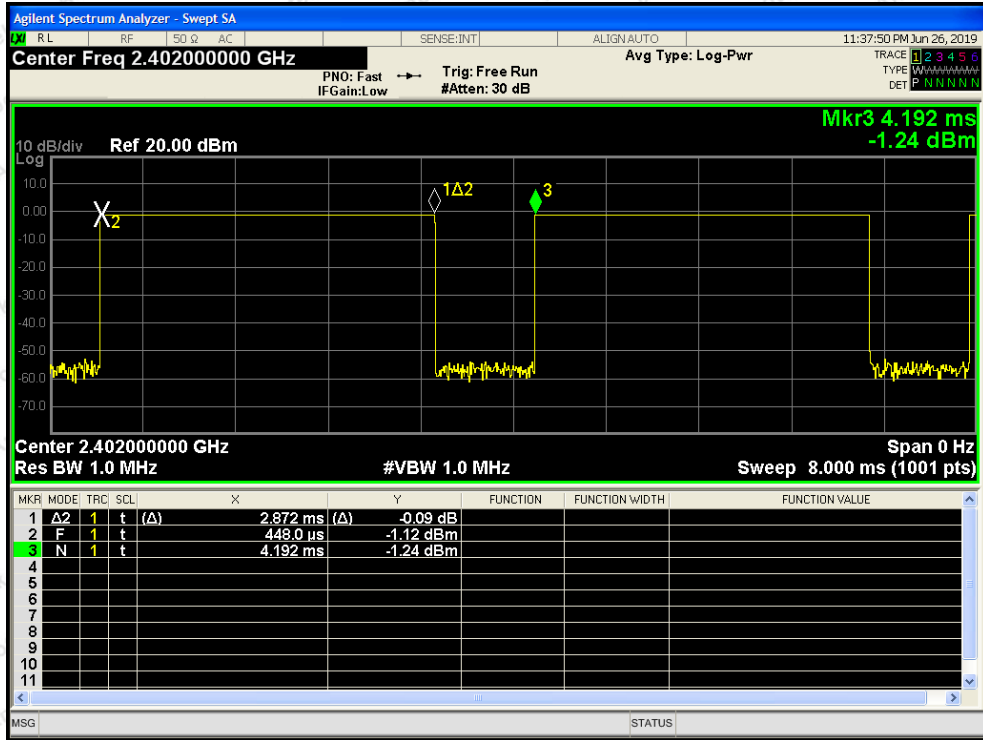 Agilent Spectrum Analyzer - Swept SA
LXI RL RF 50 Ω AC SENSE:INT ALIGN AUTO 11:37:50 PM Jun 26, 2019
Center Freq 2.402000000 GHz Avg Type: Log-Pwr TRACE 1 2 3 4 5 6
PNO: Fast Trig: Free Run TYPE WWWWWW
IFGain:Low #Atten: 30 dB DET P N N N N N
Mkr3 4.192 ms
10 dB/div Ref 20.00 dBm -1.24 dBm
Log
10.0
1Δ2 3
0.00
2
-10.0
-20.0
-30.0
-40.0
-50.0
-60.0
-70.0
Center 2.402000000 GHz Span 0 Hz
Res BW 1.0 MHz #VBW 1.0 MHz Sweep 8.000 ms (1001 pts)
MKR MODE TRC SCL X Y FUNCTION FUNCTION WIDTH FUNCTION VALUE
1 Δ2 1 t (Δ) 2.872 ms (Δ) -0.09 dB
2 F 1 t 448.0 µs -1.12 dBm
3 N 1 t 4.192 ms -1.24 dBm
4
5
6
7
8
9
10
11
MSG STATUS